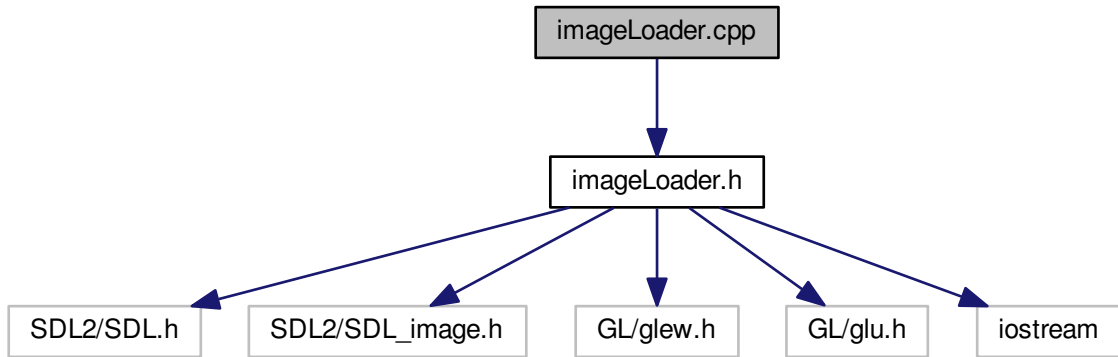 imageLoader.cpp
imageLoader.h
SDL2/SDL.h
SDL2/SDL_image.h
GL/glew.h
GL/glu.h
iostream